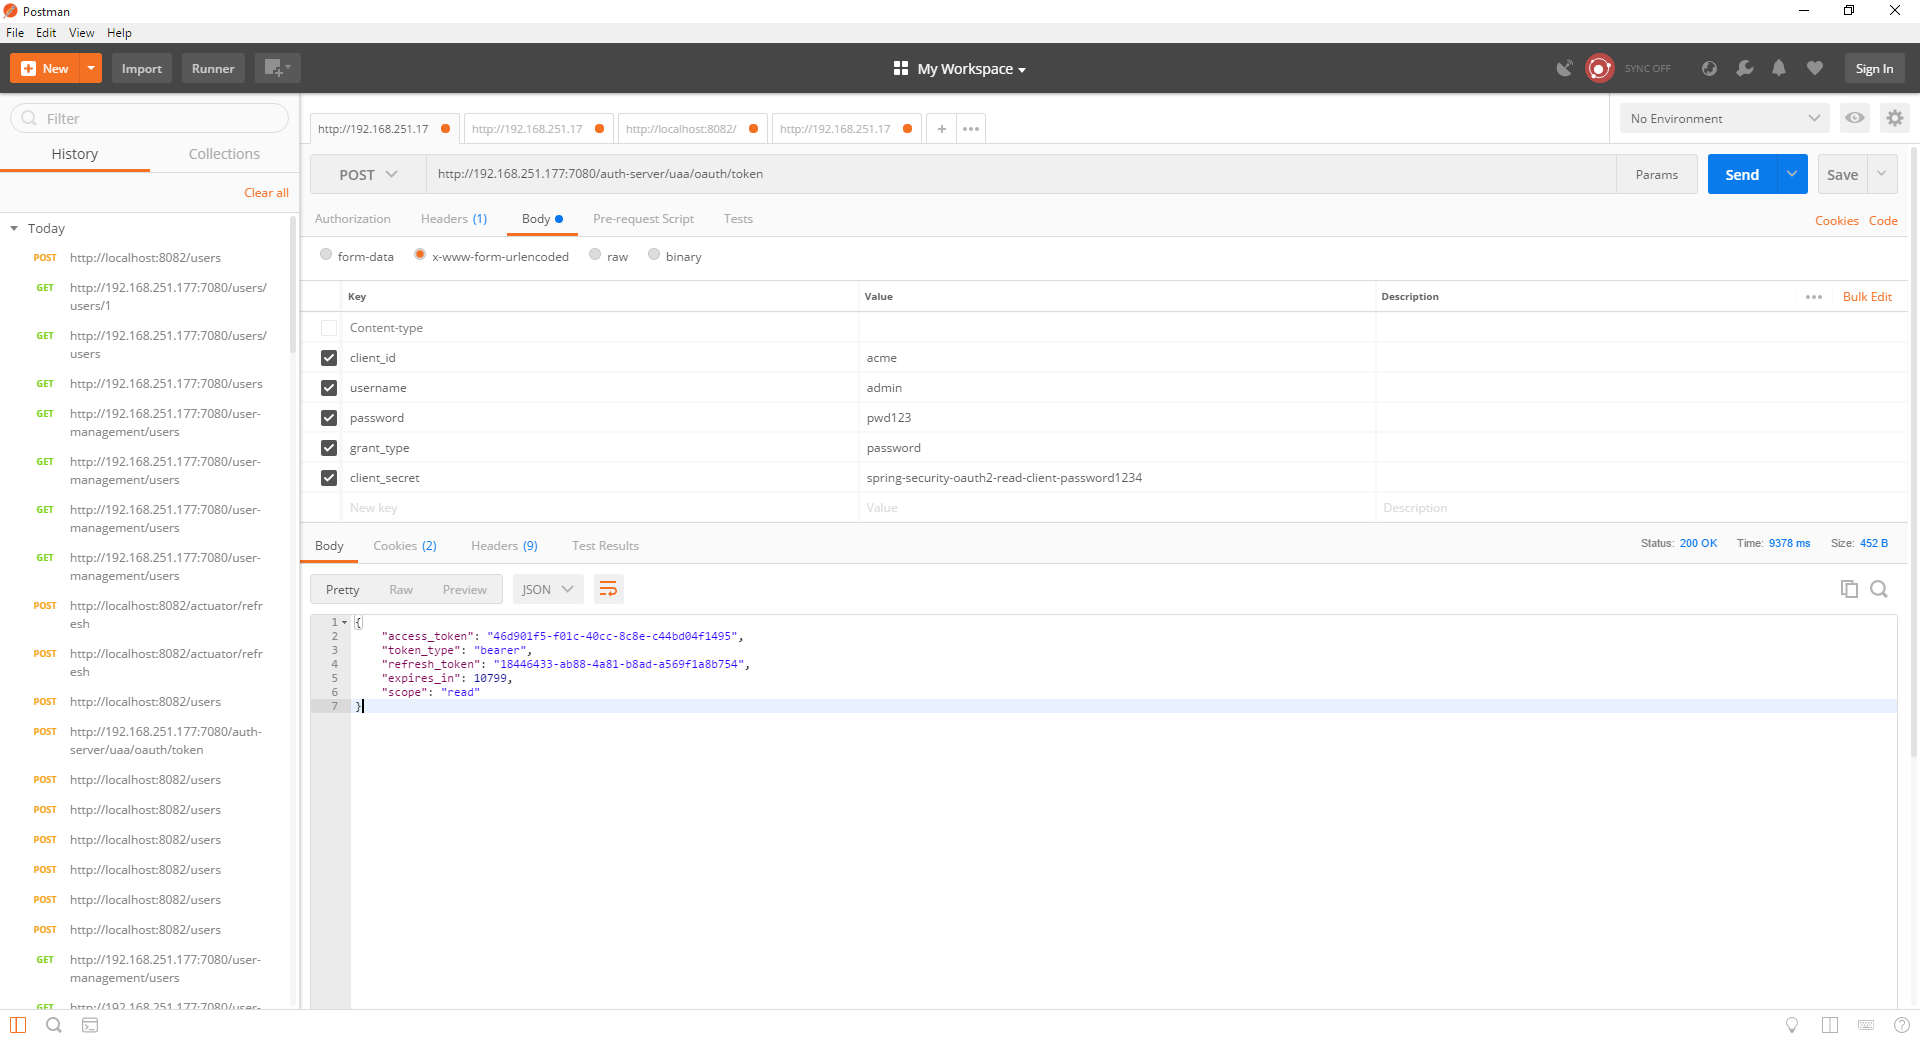 Postman
File Edit View Help
New
Import
Runner
My Workspace
SYNC OFF
Sign In
Filter
History
Collections
Clear all
Today
POST http://localhost:8082/users
GET http://192.168.251.177:7080/users/
users/1
GET http://192.168.251.177:7080/users/
users
GET http://192.168.251.177:7080/users
GET http://192.168.251.177:7080/user-
management/users
GET http://192.168.251.177:7080/user-
management/users
GET http://192.168.251.177:7080/user-
management/users
GET http://192.168.251.177:7080/user-
management/users
POST http://localhost:8082/actuator/refr
esh
POST http://localhost:8082/actuator/refr
esh
POST http://localhost:8082/users
POST http://192.168.251.177:7080/auth-
server/uaa/oauth/token
POST http://localhost:8082/users
POST http://localhost:8082/users
POST http://localhost:8082/users
POST http://localhost:8082/users
POST http://localhost:8082/users
POST http://localhost:8082/users
GET http://192.168.251.177:7080/user-
management/users
GET http://192.168.251.177:7080/user-
http://192.168.251.17
http://192.168.251.17
http://localhost:8082/
http://192.168.251.17
No Environment
POST http://192.168.251.177:7080/auth-server/uaa/oauth/token Params Send Save
Authorization Headers (1) Body Pre-request Script Tests Cookies Code
form-data x-www-form-urlencoded raw binary
Key Value Description Bulk Edit
Content-type
client_id acme
username admin
password pwd123
grant_type password
client_secret spring-security-oauth2-read-client-password1234
New key Value Description
Body Cookies (2) Headers (9) Test Results Status: 200 OK Time: 9378 ms Size: 452 B
Pretty Raw Preview JSON
1 {
2 "access_token": "46d901f5-f01c-40cc-8c8e-c44bd04f1495",
3 "token_type": "bearer",
4 "refresh_token": "18446433-ab88-4a81-b8ad-a569f1a8b754",
5 "expires_in": 10799,
6 "scope": "read"
7 }